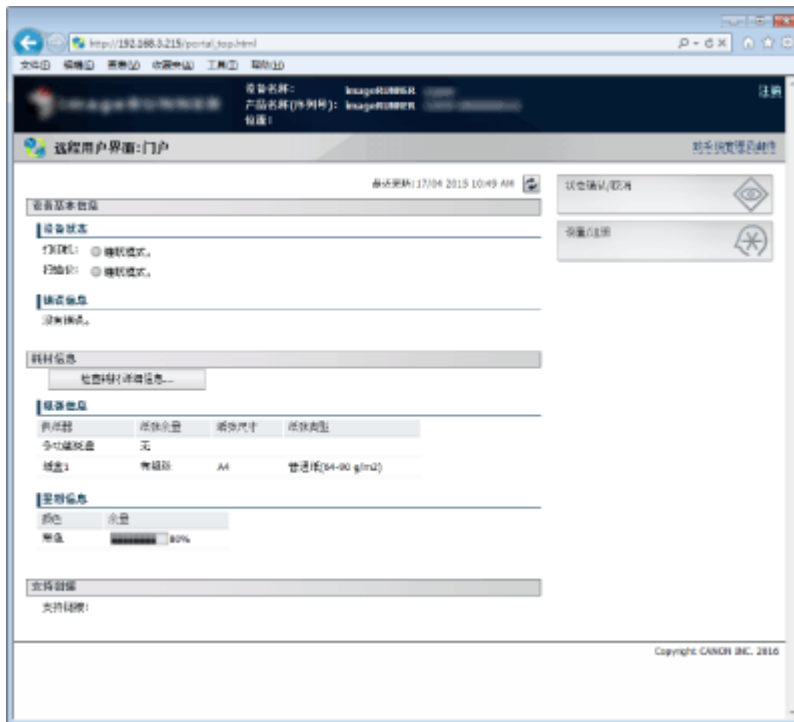 http://192.168.3.215/portal_top.html
文件(F) 编辑(E) 查看(V) 收藏夹(A) 工具(T) 帮助(H)
设备名称: imageRUNNER
产品名称(序列号): imageRUNNER
位置:
注销
imageRUNNER
远程用户界面:门户
给系统管理员邮件
最近更新:17/04 2015 10:49 AM
状态确认/取消
设备基本信息
设置/注册
设备状态
打印机: 睡眠模式。
扫描仪: 睡眠模式。
错误信息
没有错误。
耗材信息
检查耗材详细信息...
纸张信息
供纸器 纸张余量 纸张尺寸 纸张类型
多功能纸盘 无
纸盒1 有纸张 A4 普通纸(64-90 g/m2)
墨粉信息
颜色 余量
黑色 80%
支持链接
支持链接:
Copyright CANON INC. 2016